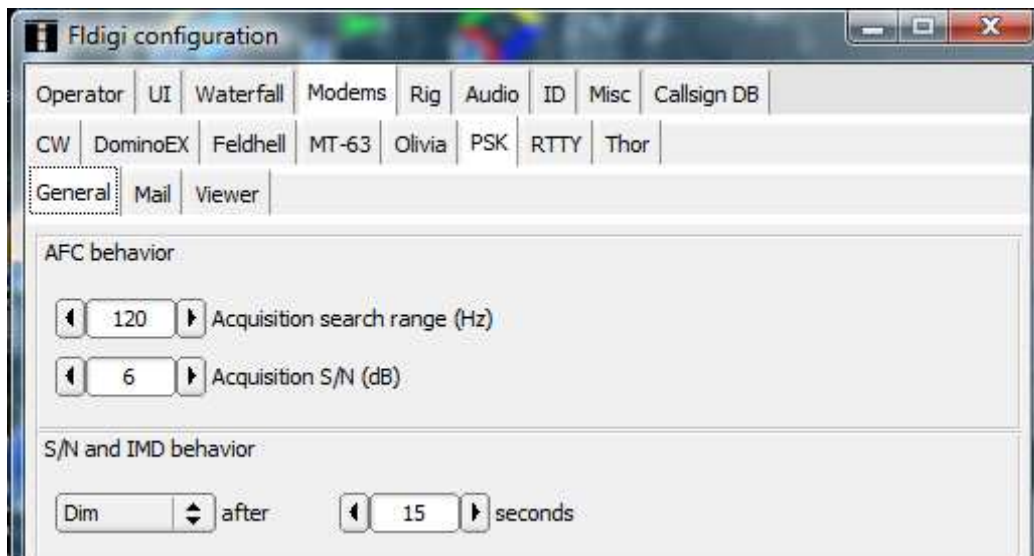 Fldigi configuration
Operator UI Waterfall Modems Rig Audio ID Misc Callsign DB
CW DominoEX Feldhell MT-63 Olivia PSK RTTY Thor
General Mail Viewer
AFC behavior
120 Acquisition search range (Hz)
6 Acquisition S/N (dB)
S/N and IMD behavior
Dim after 15 seconds